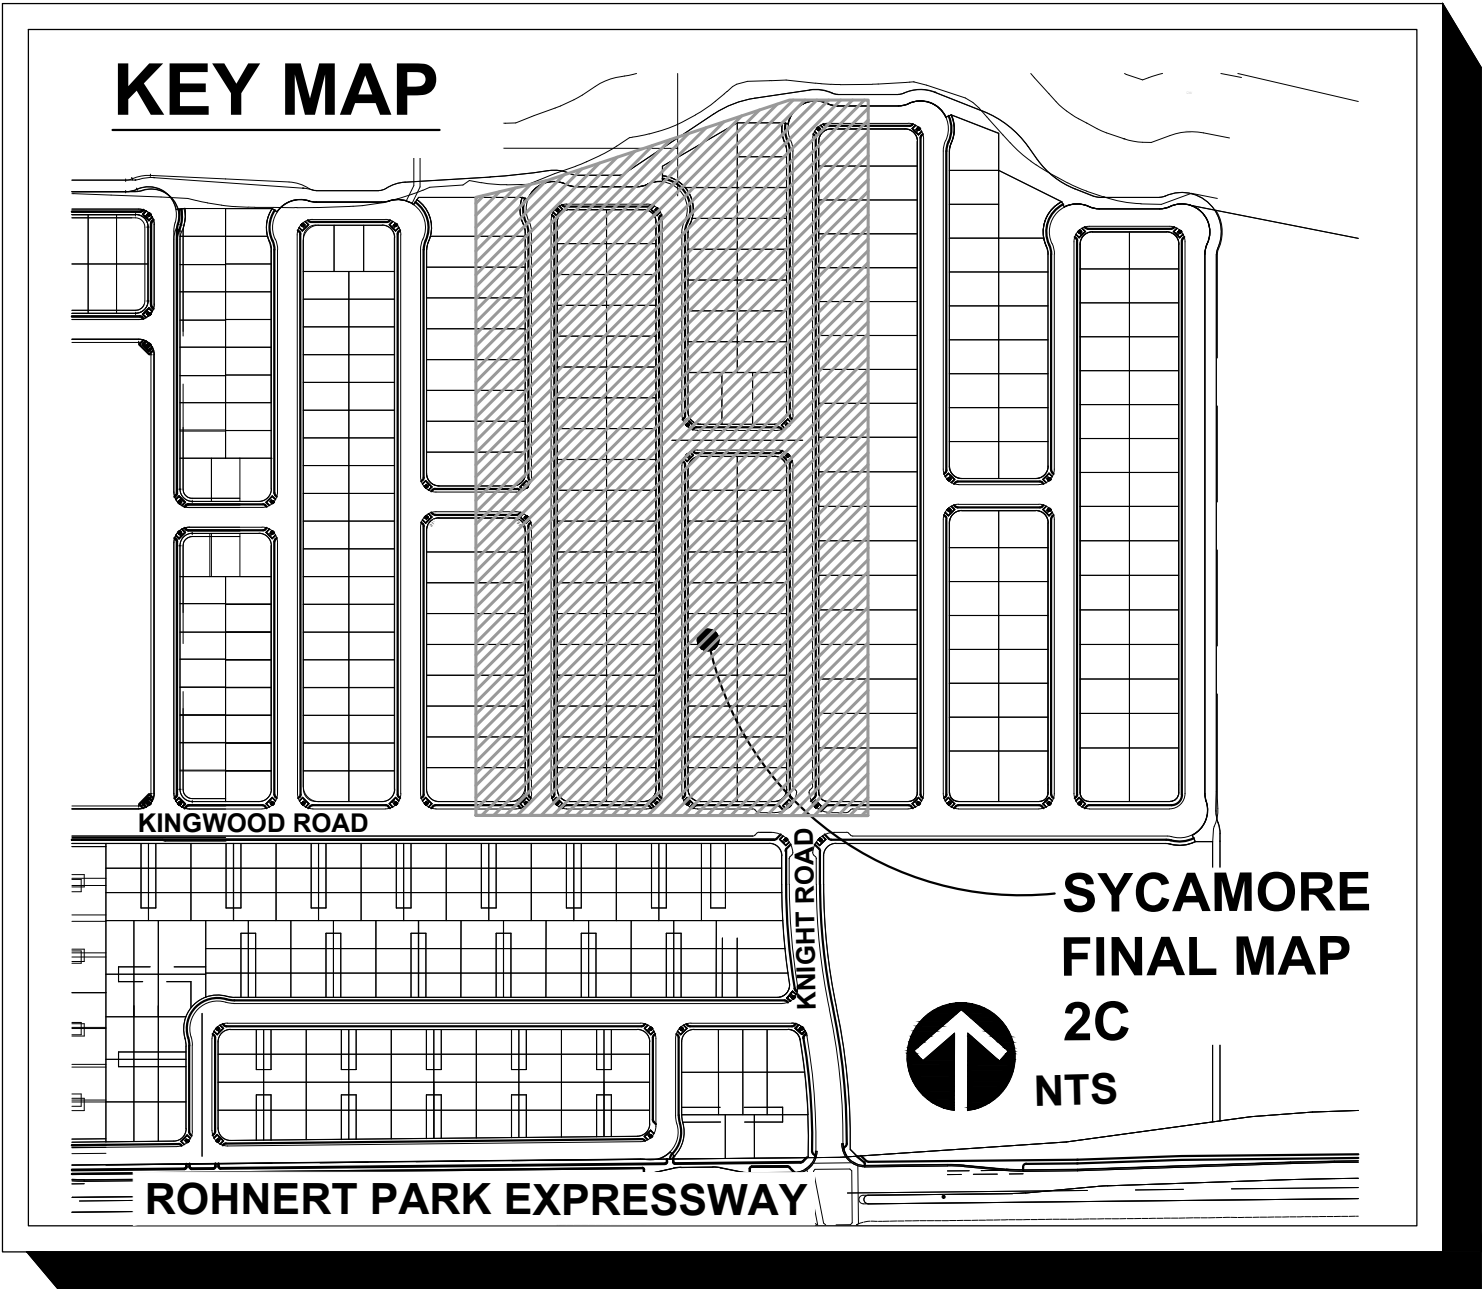 KEY MAP
KINGWOOD ROAD
KNIGHT ROAD
SYCAMORE
FINAL MAP
2C
NTS
ROHNERT PARK EXPRESSWAY